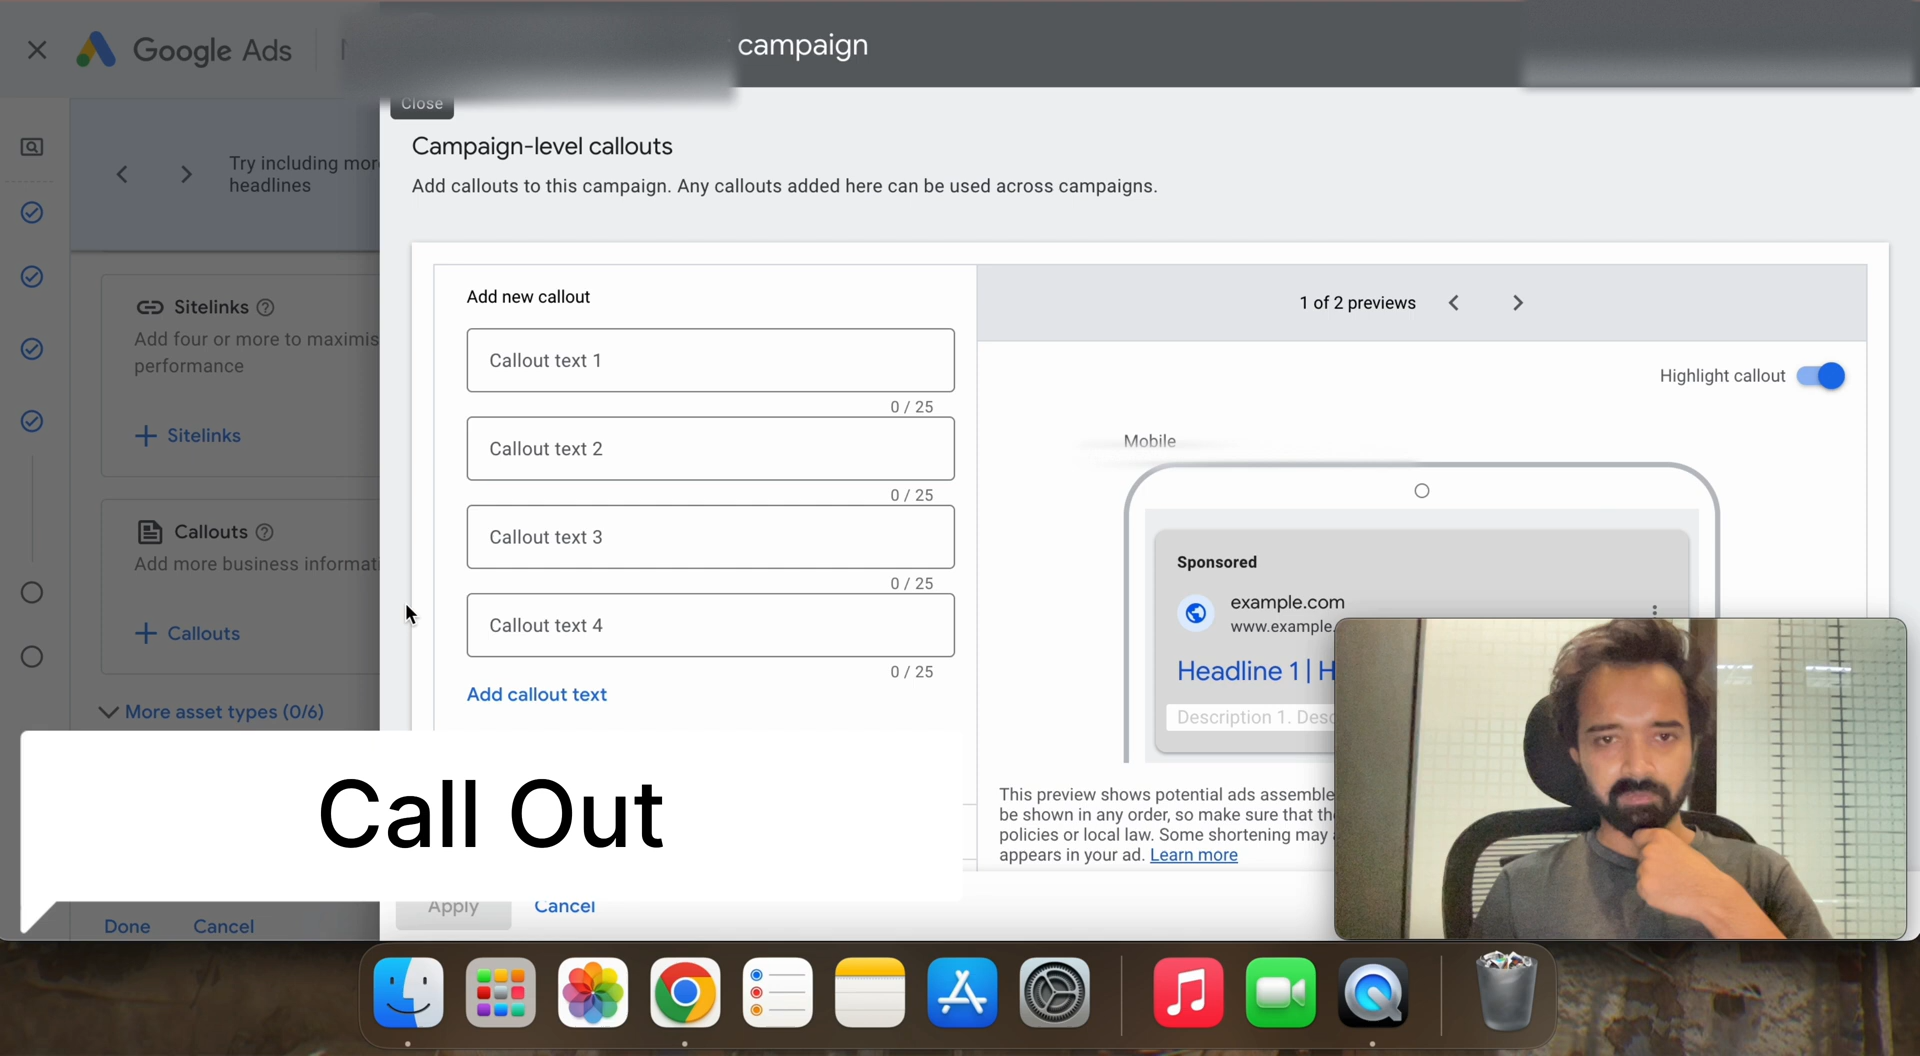 Google Ads
campaign
Close
Campaign-level callouts
Add callouts to this campaign. Any callouts added here can be used across campaigns.
Try including more
headlines
Sitelinks
Add four or more to maximis
performance
+ Sitelinks
Callouts
Add more business informati
+ Callouts
More asset types (0/6)
Add new callout
Callout text 1
0 / 25
Callout text 2
0 / 25
Callout text 3
0 / 25
Callout text 4
0 / 25
Add callout text
1 of 2 previews
Highlight callout
Mobile
Sponsored
example.com
www.example.
Headline 1 | H
Description 1. Desc
This preview shows potential ads assemble
be shown in any order, so make sure that th
policies or local law. Some shortening may
appears in your ad. Learn more
Call Out
Apply
Cancel
Done
Cancel